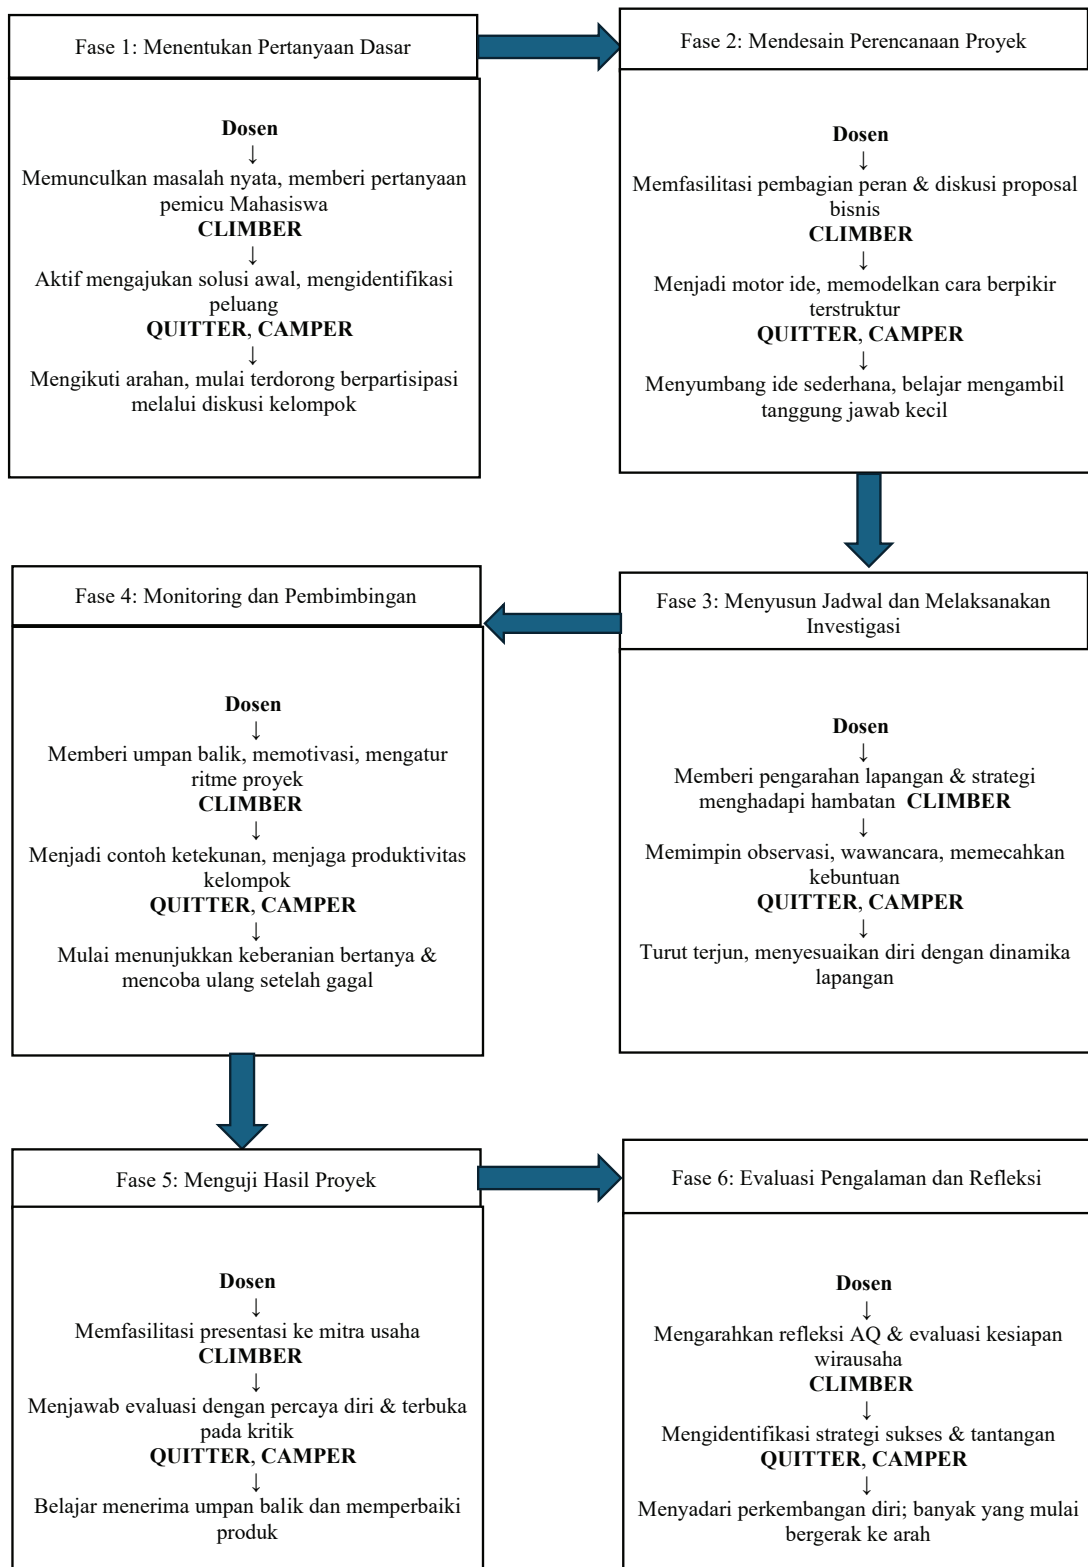 Fase 1: Menentukan Pertanyaan Dasar
Dosen
↓
Memunculkan masalah nyata, memberi pertanyaan
pemicu Mahasiswa
CLIMBER
↓
Aktif mengajukan solusi awal, mengidentifikasi
peluang
QUITTER, CAMPER
↓
Mengikuti arahan, mulai terdorong berpartisipasi
melalui diskusi kelompok
Fase 2: Mendesain Perencanaan Proyek
Dosen
↓
Memfasilitasi pembagian peran & diskusi proposal
bisnis
CLIMBER
↓
Menjadi motor ide, memodelkan cara berpikir
terstruktur
QUITTER, CAMPER
↓
Menyumbang ide sederhana, belajar mengambil
tanggung jawab kecil
Fase 3: Menyusun Jadwal dan Melaksanakan
Investigasi
Dosen
↓
Memberi pengarahan lapangan & strategi
menghadapi hambatan CLIMBER
↓
Memimpin observasi, wawancara, memecahkan
kebuntuan
QUITTER, CAMPER
↓
Turut terjun, menyesuaikan diri dengan dinamika
lapangan
Fase 4: Monitoring dan Pembimbingan
Dosen
↓
Memberi umpan balik, memotivasi, mengatur
ritme proyek
CLIMBER
↓
Menjadi contoh ketekunan, menjaga produktivitas
kelompok
QUITTER, CAMPER
↓
Mulai menunjukkan keberanian bertanya &
mencoba ulang setelah gagal
Fase 5: Menguji Hasil Proyek
Dosen
↓
Memfasilitasi presentasi ke mitra usaha
CLIMBER
↓
Menjawab evaluasi dengan percaya diri & terbuka
pada kritik
QUITTER, CAMPER
↓
Belajar menerima umpan balik dan memperbaiki
produk
Fase 6: Evaluasi Pengalaman dan Refleksi
Dosen
↓
Mengarahkan refleksi AQ & evaluasi kesiapan
wirausaha
CLIMBER
↓
Mengidentifikasi strategi sukses & tantangan
QUITTER, CAMPER
↓
Menyadari perkembangan diri; banyak yang mulai
bergerak ke arah